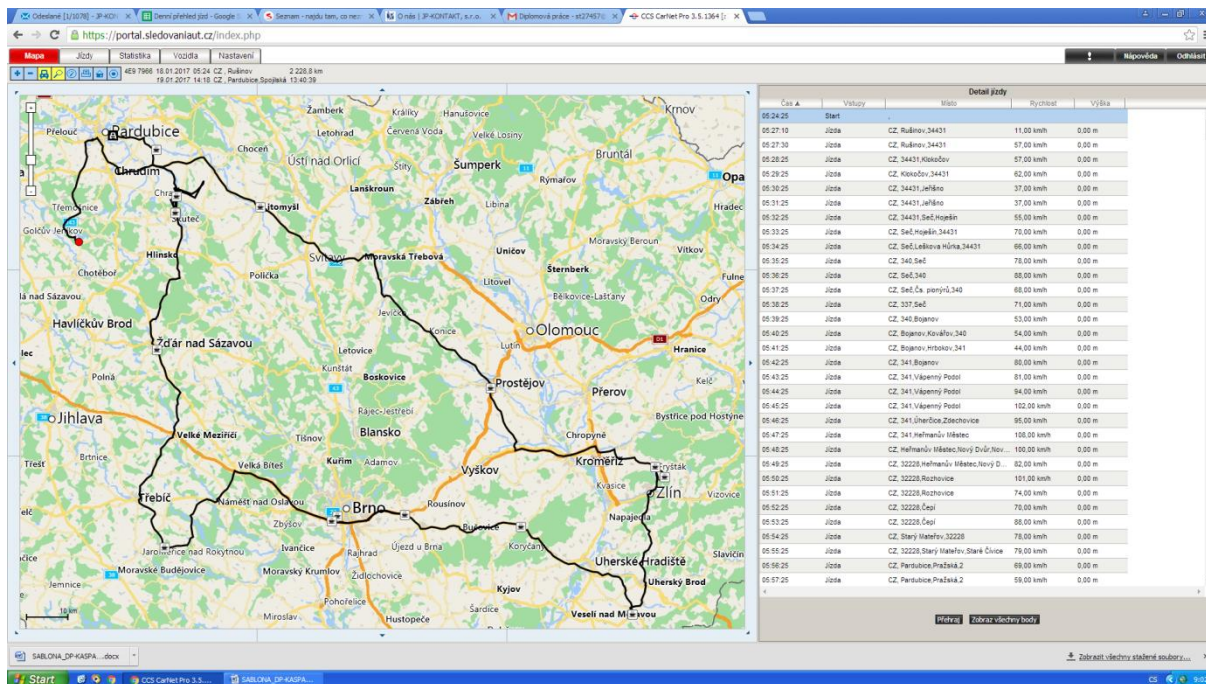 Odeslané [1/1078] - JP-KON
Denní přehled jízd - Google S
Seznam - najdu tam, co nez
O nás | JP-KONTAKT, s.r.o.
Diplomová práce - st27457@
CCS CarNet Pro 3.5.1364 [
https://portal.sledovaniaut.cz/index.php
Mapa Jízdy Statistika Vozidla Nastavení
! Nápověda Odhlásit
4E9 7966 18.01.2017 05:24 CZ , Rušinov 2 228,8 km
19.01.2017 14:18 CZ , Pardubice,Spojilská 13:40:39
Žamberk
Králíky
Hanušovice
Krnov
Přelouč
Pardubice
Letohrad
Červená Voda
Velké Losiny
Choceň
Ústí nad Orlicí
Štíty
Šumperk
Bruntál
Chrudim
Rýmařov
Opa
Lanškroun
Zábřeh
Libina
Hradec
Třemošnice
Skuteč
Litomyšl
Golčův Jeníkov
Moravský Beroun
Vítkov
Hlinsko
Svitavy
Moravská Třebová
Uničov
Šternberk
Chotěboř
Polička
Litovel
Fulne
Bělkovice-Lašťany
Odry
lá nad Sázavou
Jevíčko
Konice
Olomouc
Havlíčkův Brod
Žďár nad Sázavou
Letovice
Lutín
D1
Hranice
Kunštát
Boskovice
Prostějov
Přerov
Kelč
Polná
Jihlava
Rájec-Jestřebí
Bystřice pod Hostýne
Velké Meziříčí
Tišnov
Blansko
Chropyně
Brtnice
Kuřim
Adamov
Vyškov
Kroměříž
Fryšták
Třešť
Velká Bíteš
Kvasice
Zlín
Vizovice
Třebíč
Náměšť nad Oslavou
Brno
Rousínov
Napajedla
Zbýšov
Bučovice
Slavičín
Jaroměřice nad Rokytnou
Ivančice
Rajhrad
Újezd u Brna
Koryčany
Uherské Hradiště
Moravské Budějovice
Moravský Krumlov
Židlochovice
Uherský Brod
Jemnice
Kyjov
Pohořelice
Miroslav
Hustopeče
Šardice
Veselí nad Moravou
10 km
Detail jízdy
Čas Vstupy Místo Rychlost Výška
05:24:25 Start ,
05:27:10 Jízda CZ, Rušinov,34431 11,00 km/h 0,00 m
05:27:30 Jízda CZ, Rušinov,34431 57,00 km/h 0,00 m
05:28:25 Jízda CZ, 34431,Klokočov 57,00 km/h 0,00 m
05:29:25 Jízda CZ, Klokočov,34431 62,00 km/h 0,00 m
05:30:25 Jízda CZ, 34431,Jeřišno 37,00 km/h 0,00 m
05:31:25 Jízda CZ, 34431,Jeřišno 37,00 km/h 0,00 m
05:32:25 Jízda CZ, 34431,Seč,Hoješín 55,00 km/h 0,00 m
05:33:25 Jízda CZ, Seč,Hoješín,34431 70,00 km/h 0,00 m
05:34:25 Jízda CZ, Seč,Leškova Hůrka,34431 66,00 km/h 0,00 m
05:35:25 Jízda CZ, 340,Seč 78,00 km/h 0,00 m
05:36:25 Jízda CZ, Seč,340 88,00 km/h 0,00 m
05:37:25 Jízda CZ, Seč,Čs. pionýrů,340 68,00 km/h 0,00 m
05:38:25 Jízda CZ, 337,Seč 71,00 km/h 0,00 m
05:39:25 Jízda CZ, 340,Bojanov 53,00 km/h 0,00 m
05:40:25 Jízda CZ, Bojanov,Kovářov,340 54,00 km/h 0,00 m
05:41:25 Jízda CZ, Bojanov,Hrbokov,341 44,00 km/h 0,00 m
05:42:25 Jízda CZ, 341,Bojanov 80,00 km/h 0,00 m
05:43:25 Jízda CZ, 341,Vápenný Podol 81,00 km/h 0,00 m
05:44:25 Jízda CZ, 341,Vápenný Podol 94,00 km/h 0,00 m
05:45:25 Jízda CZ, 341,Vápenný Podol 102,00 km/h 0,00 m
05:46:25 Jízda CZ, 341,Úherčice,Zdechovice 95,00 km/h 0,00 m
05:47:25 Jízda CZ, 341,Heřmanův Městec 108,00 km/h 0,00 m
05:48:25 Jízda CZ, Heřmanův Městec,Nový Dvůr,Nov... 100,00 km/h 0,00 m
05:49:25 Jízda CZ, 32228,Heřmanův Městec,Nový D... 82,00 km/h 0,00 m
05:50:25 Jízda CZ, 32228,Rozhovice 101,00 km/h 0,00 m
05:51:25 Jízda CZ, 32228,Rozhovice 74,00 km/h 0,00 m
05:52:25 Jízda CZ, 32228,Čepí 70,00 km/h 0,00 m
05:53:25 Jízda CZ, 32228,Čepí 88,00 km/h 0,00 m
05:54:25 Jízda CZ, Starý Mateřov,32228 78,00 km/h 0,00 m
05:55:25 Jízda CZ, 32228,Starý Mateřov,Staré Čívice 79,00 km/h 0,00 m
05:56:25 Jízda CZ, Pardubice,Pražská,2 69,00 km/h 0,00 m
05:57:25 Jízda CZ, Pardubice,Pražská,2 59,00 km/h 0,00 m
Přehraj Zobraz všechny body
SABLONA_DP-KASPA....docx
Zobrazit všechny stažené soubory...
Start
CCS CarNet Pro 3.5....
SABLONA_DP-KASPA...
CS